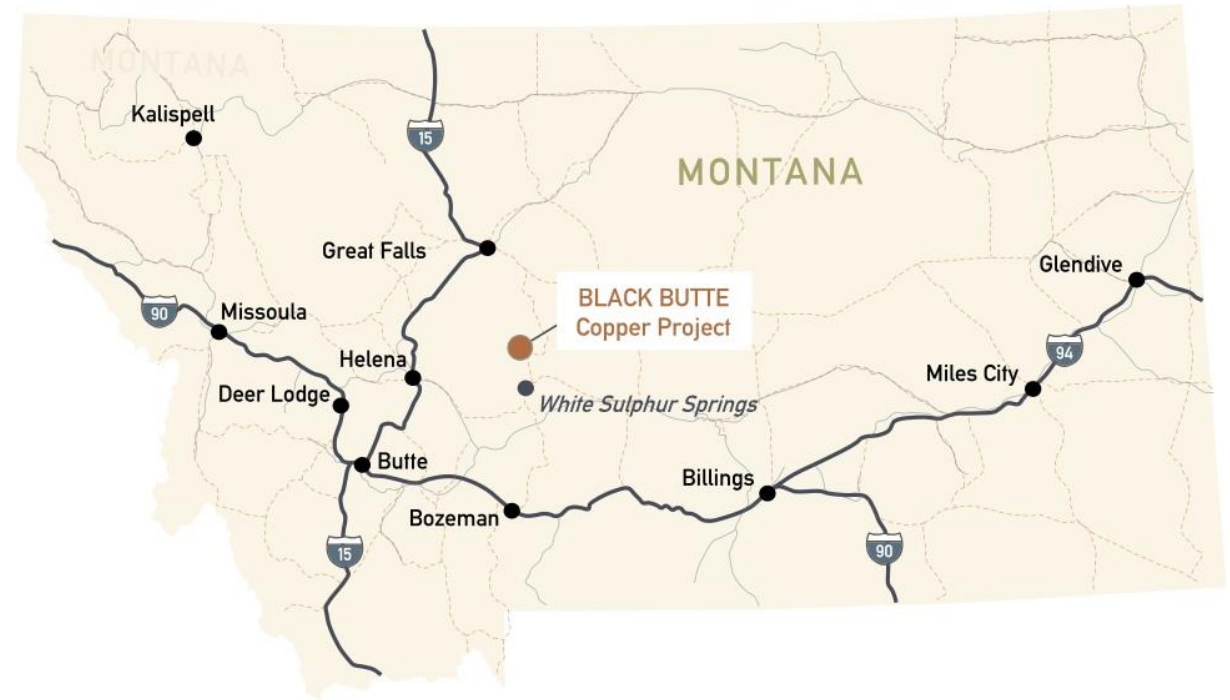 MONTANA
Kalispell
15
MONTANA
Great Falls
Glendive
BLACK BUTTE
Copper Project
90
Missoula
94
Helena
Miles City
Deer Lodge
White Sulphur Springs
Butte
Billings
Bozeman
15
90